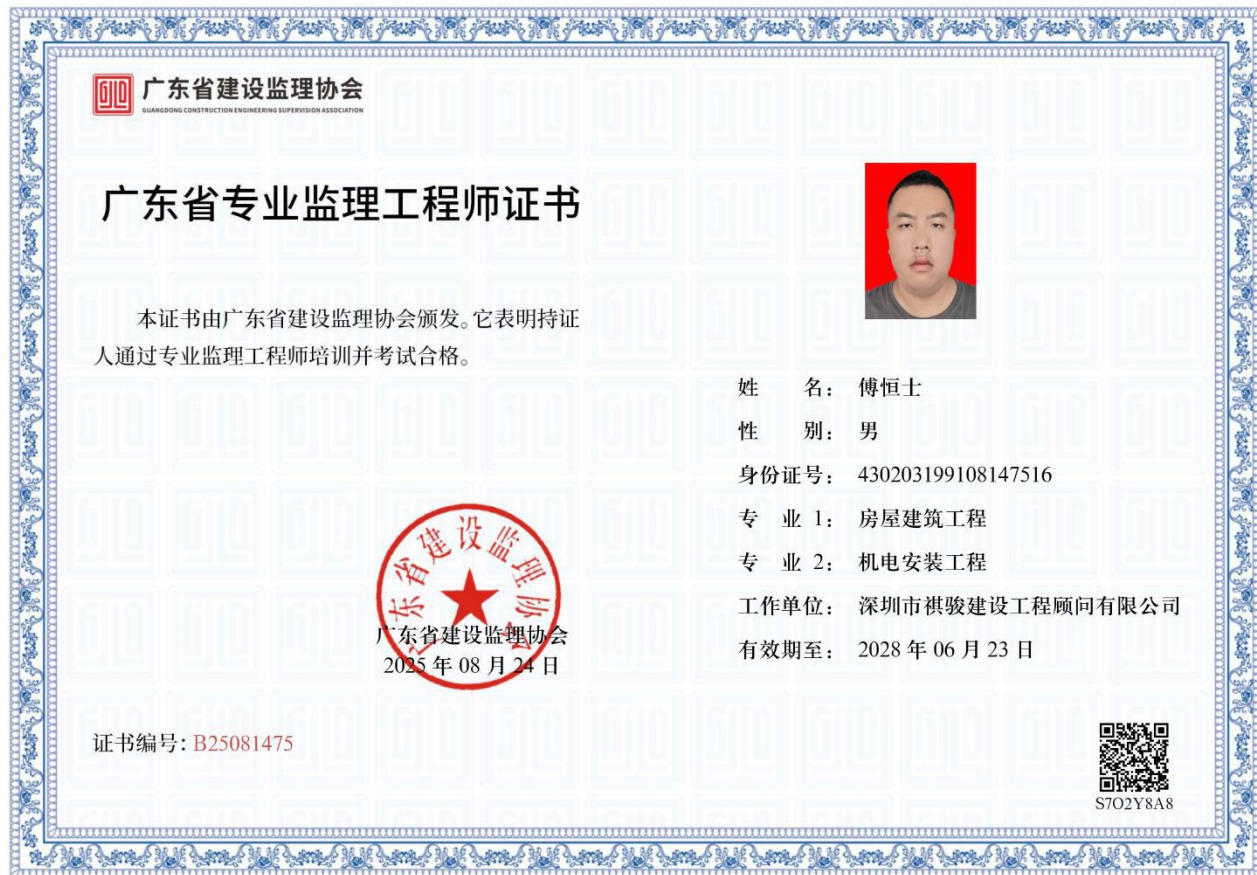 广东省建设监理协会
GUANGDONG CONSTRUCTION ENGINEERING SUPERVISION ASSOCIATION
广东省专业监理工程师证书
本证书由广东省建设监理协会颁发。它表明持证
人通过专业监理工程师培训并考试合格。
姓 名： 傅恒士
性 别： 男
身份证号： 430203199108147516
专 业 1： 房屋建筑工程
专 业 2： 机电安装工程
工作单位： 深圳市祺骏建设工程顾问有限公司
有效期至： 2028 年 06 月 23 日
广东省建设监理协会
广东省建设监理协会
2025 年 08 月 24 日
证书编号: B25081475
S7O2Y8A8